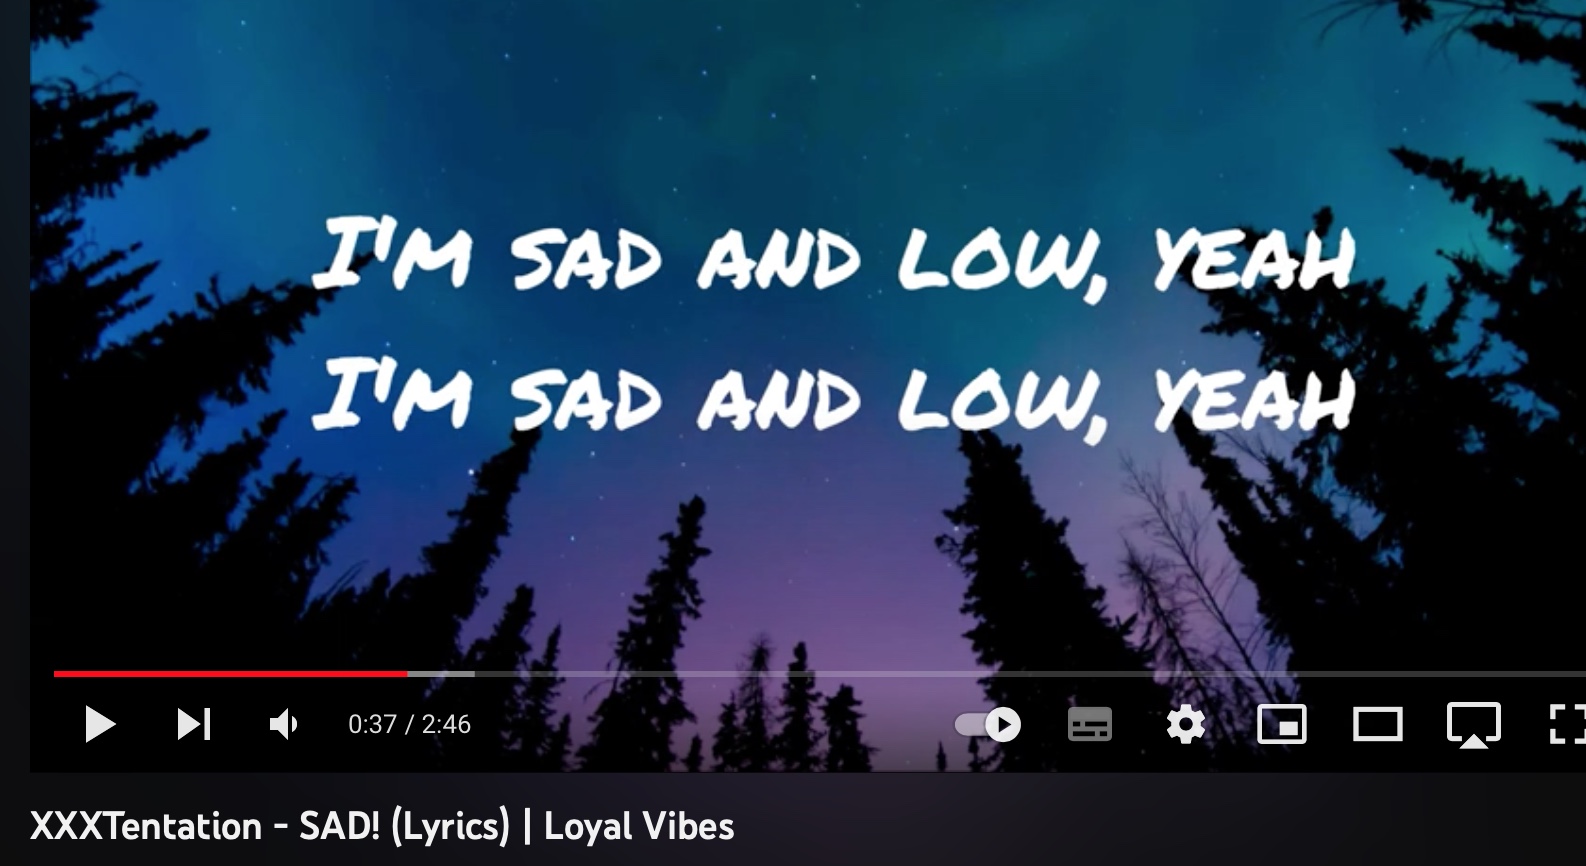 I'M SAD AND LOW, YEAH
I'M SAD AND LOW, YEAH
0:37 / 2:46
XXXTentation - SAD! (Lyrics) | Loyal Vibes